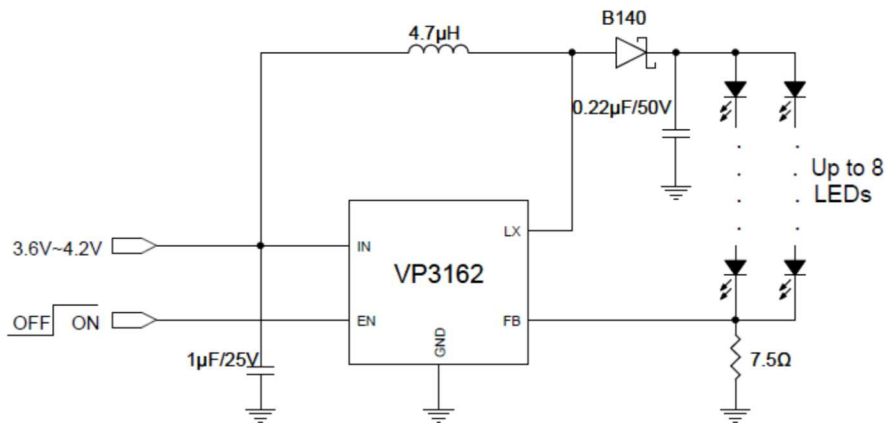 B140
4.7μH
0.22μF/50V
Up to 8
LEDs
3.6V~4.2V
IN
LX
VP3162
OFF ON
EN
FB
GND
1μF/25V
7.5Ω